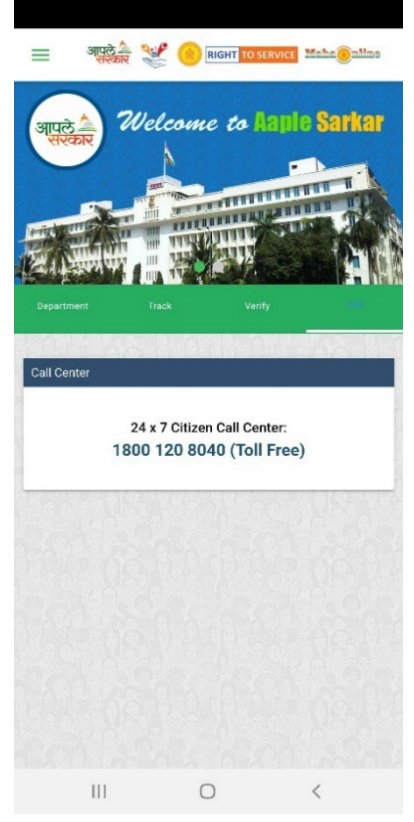 आपले
सरकार
RIGHT TO SERVICE
MahaOnline
आपले
सरकार
Welcome to Aaple Sarkar
Department Track Verify
Call Center
24 x 7 Citizen Call Center:
1800 120 8040 (Toll Free)